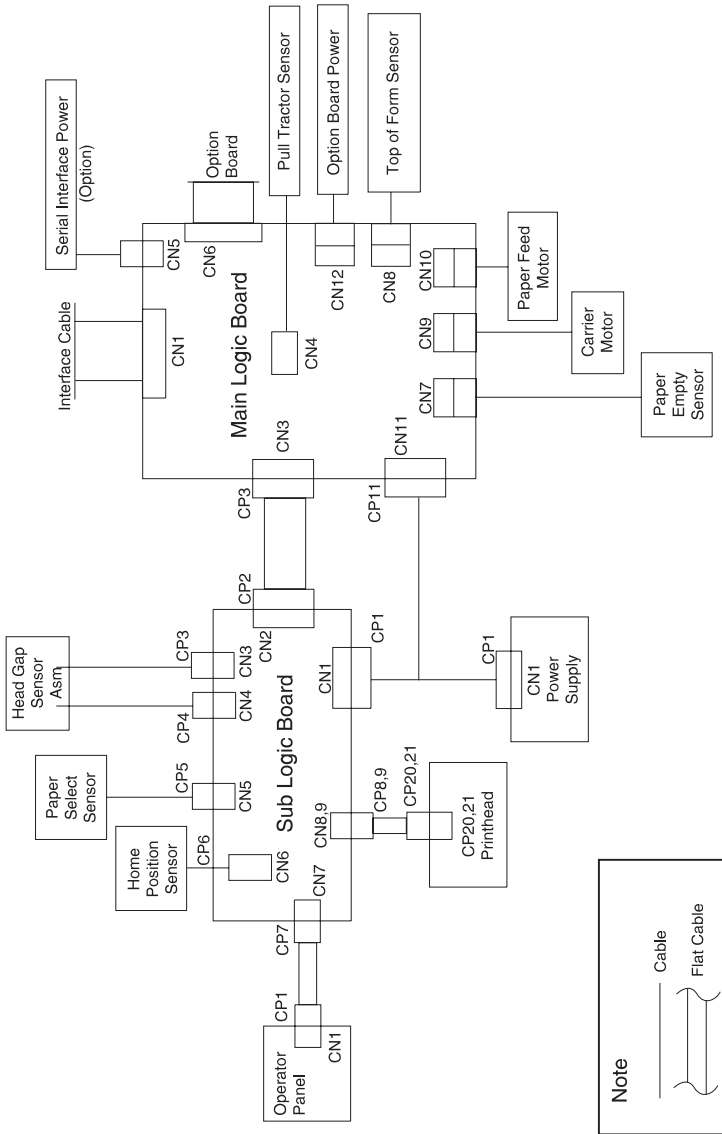 Serial Interface Power
(Option)
Interface Cable
Option
Board
Pull Tractor Sensor
Option Board Power
Top of Form Sensor
CN5
CN6
CN1
CN12
CN8
CN4
Main Logic Board
CN10
CN9
CN7
Paper Feed
Motor
Carrier
Motor
Paper
Empty
Sensor
CN3
CP3
CN11
CP11
Head Gap
Sensor
Asm
CP2
CN2
CP3
CN3
CP4
CN4
Paper
Select
Sensor
CP5
CN5
Home
Position
Sensor
CP6
CN6
Sub Logic Board
CN1
CP1
CP1
CN1
Power
Supply
CN8,9
CP8,9
CP20,21
CP20,21
Printhead
CN7
CP7
CP1
CN1
Operator
Panel
Note
Cable
Flat Cable